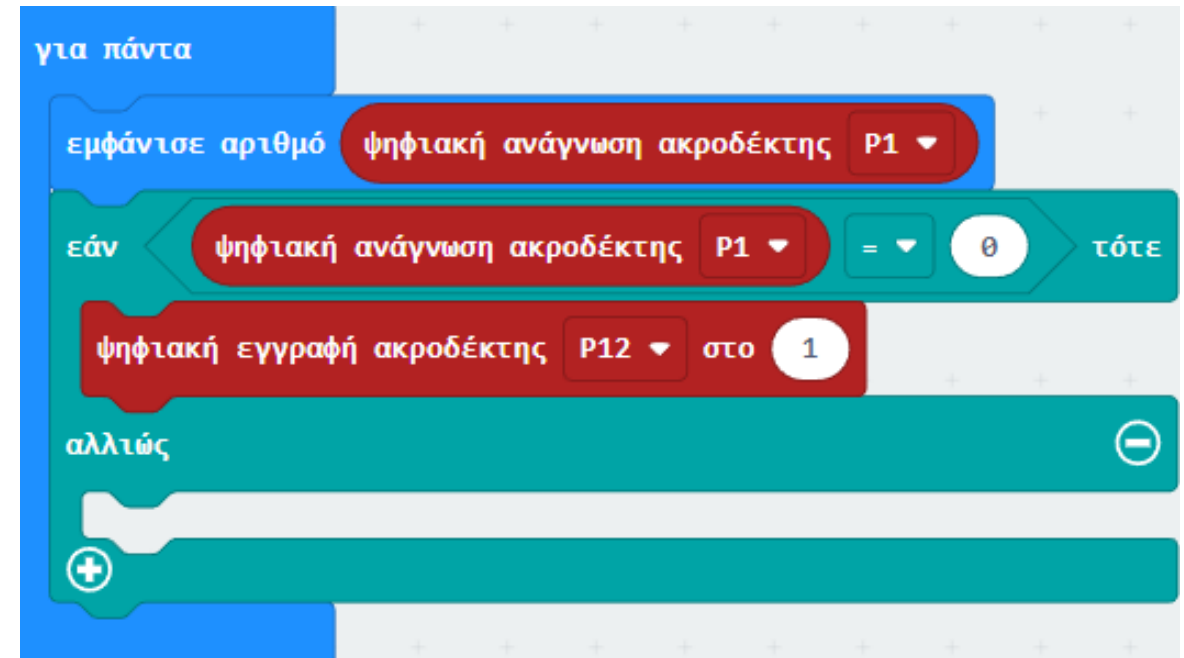 για πάντα
εμφάνισε αριθμό ψηφιακή ανάγνωση ακροδέκτης P1
εάν ψηφιακή ανάγνωση ακροδέκτης P1 = 0 τότε
ψηφιακή εγγραφή ακροδέκτης P12 στο 1
αλλιώς